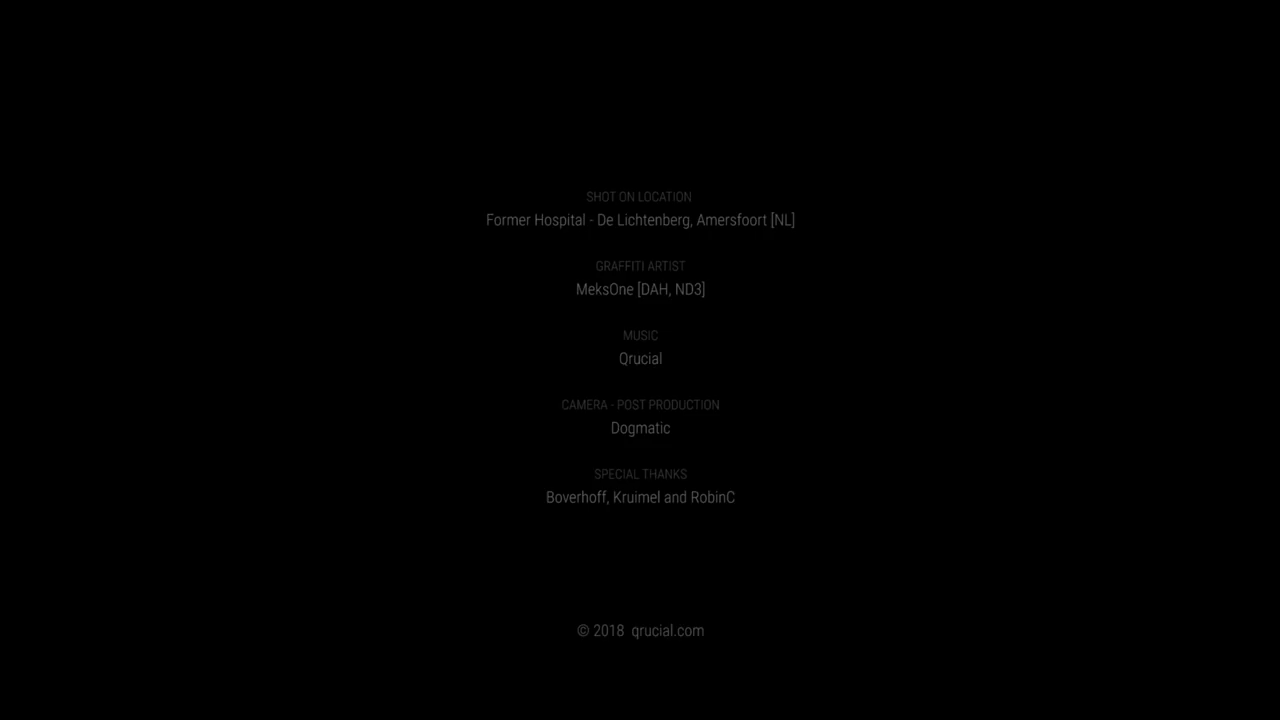 SHOT ON LOCATION
Former Hospital - De Lichtenberg, Amersfoort [NL]
GRAFFITI ARTIST
MeksOne [DAH, ND3]
MUSIC
Qrucial
CAMERA - POST PRODUCTION
Dogmatic
SPECIAL THANKS
Boverhoff, Kruimel and RobinC
© 2018 qrucial.com